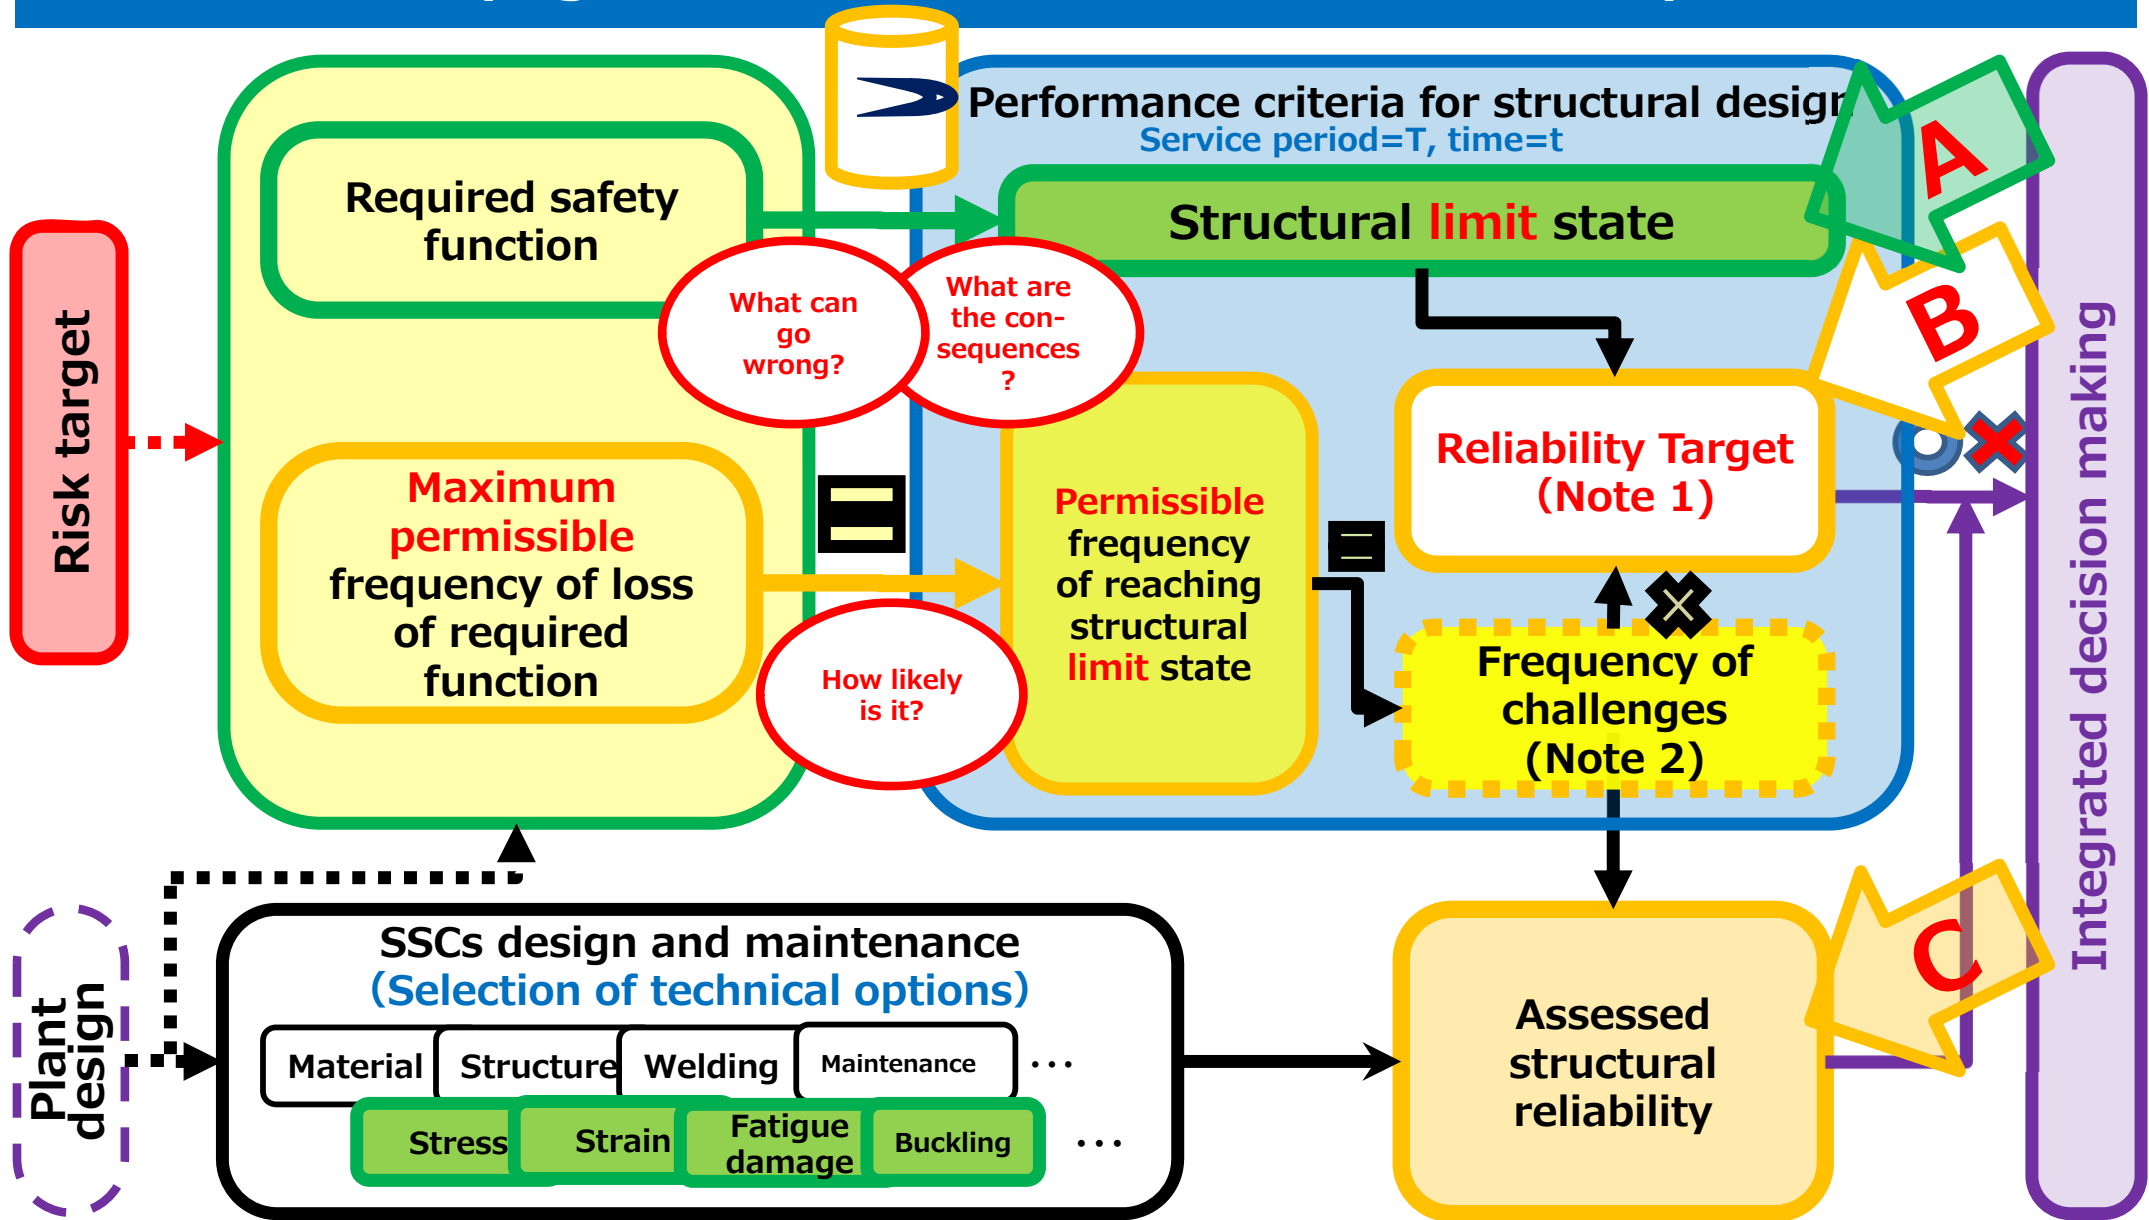 Performance criteria for structural design
Service period=T, time=t
Required safety
function
Structural limit state
A
What can
go
wrong?
What are
the con-
sequences
?
B
Risk target
Maximum
permissible
frequency of loss
of required
function
Permissible
frequency
of reaching
structural
limit state
Reliability Target
(Note 1)
How likely
is it?
Frequency of
challenges
(Note 2)
Integrated decision making
Plant
design
SSCs design and maintenance
(Selection of technical options)
Material
Structure
Welding
Maintenance
...
Stress
Strain
Fatigue
damage
Buckling
...
Assessed
structural
reliability
C